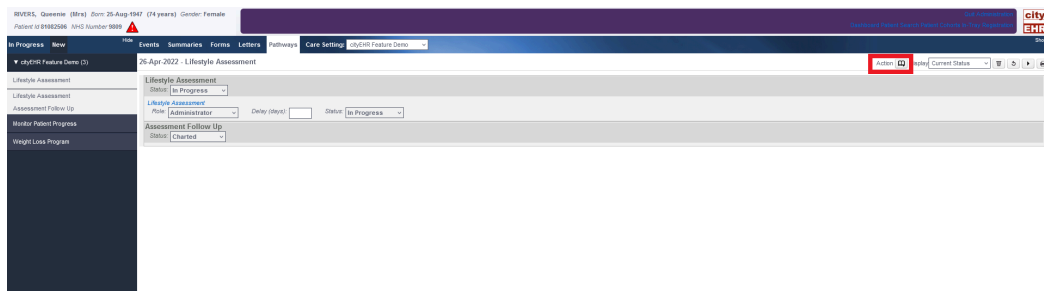 RIVERS, Queenie (Mrs) Born: 25-Aug-1947 (74 years) Gender: Female
Patient Id 81082506 NHS Number 9809
city
EHR
In Progress New Hide Events Summaries Forms Letters Pathways Care Setting: cityEHR Feature Demo
▼ cityEHR Feature Demo (3)
26-Apr-2022 - Lifestyle Assessment
Action Display Current Status
Lifestyle Assessment
Lifestyle Assessment
Assessment Follow Up
Monitor Patient Progress
Weight Loss Program
Lifestyle Assessment
Status: In Progress
Lifestyle Assessment
Role: Administrator Delay (days): Status: In Progress
Assessment Follow Up
Status: Charted